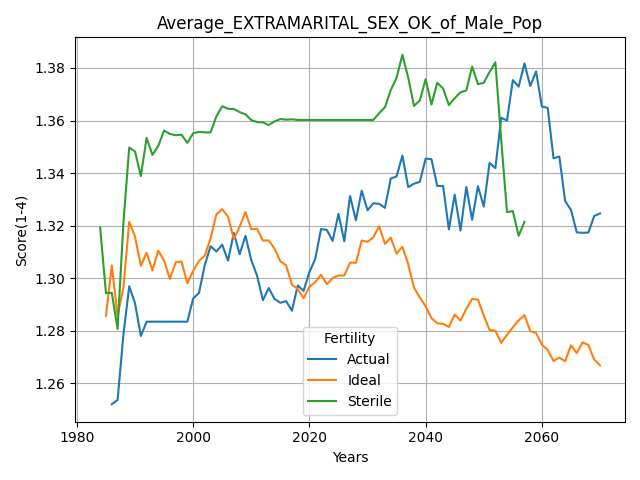 Average_EXTRAMARITAL_SEX_OK_of_Male_Pop
Score(1-4)
1.38
1.36
1.34
1.32
1.30
1.28
1.26
Fertility
Actual
Ideal
Sterile
1980
2000
2020
2040
2060
Years